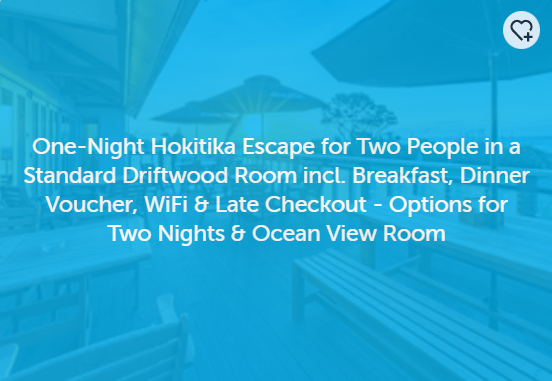 One-Night Hokitika Escape for Two People in a
Standard Driftwood Room incl. Breakfast, Dinner
Voucher, WiFi & Late Checkout - Options for
Two Nights & Ocean View Room